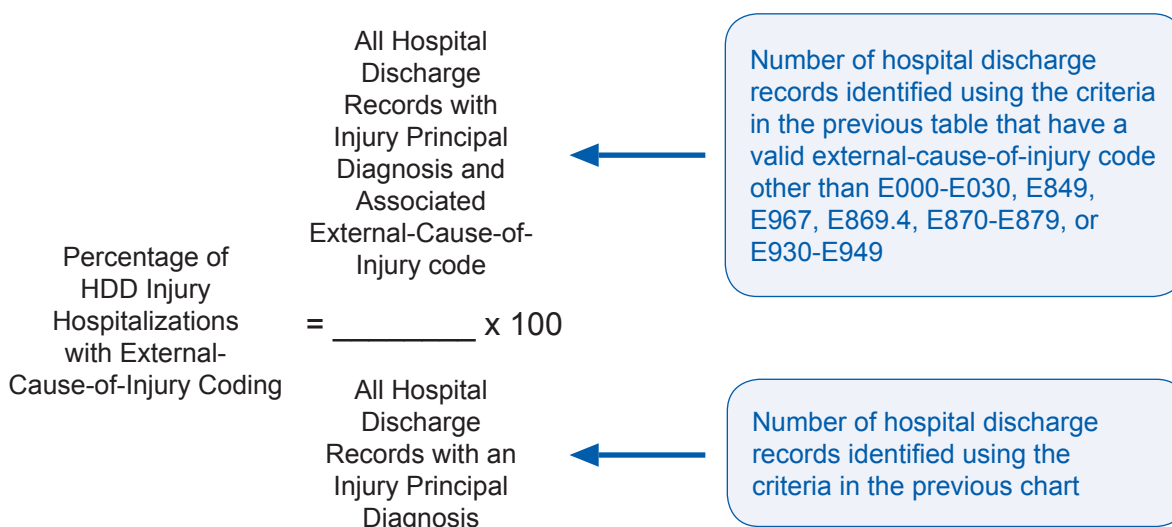 All Hospital
Discharge
Records with
Injury Principal
Diagnosis and
Associated
External-Cause-of-
Injury code
Number of hospital discharge
records identified using the criteria
in the previous table that have a
valid external-cause-of-injury code
other than E000-E030, E849,
E967, E869.4, E870-E879, or
E930-E949
Percentage of
HDD Injury
Hospitalizations
with External-
Cause-of-Injury Coding
= ________ x 100
All Hospital
Discharge
Records with an
Injury Principal
Diagnosis
Number of hospital discharge
records identified using the
criteria in the previous chart